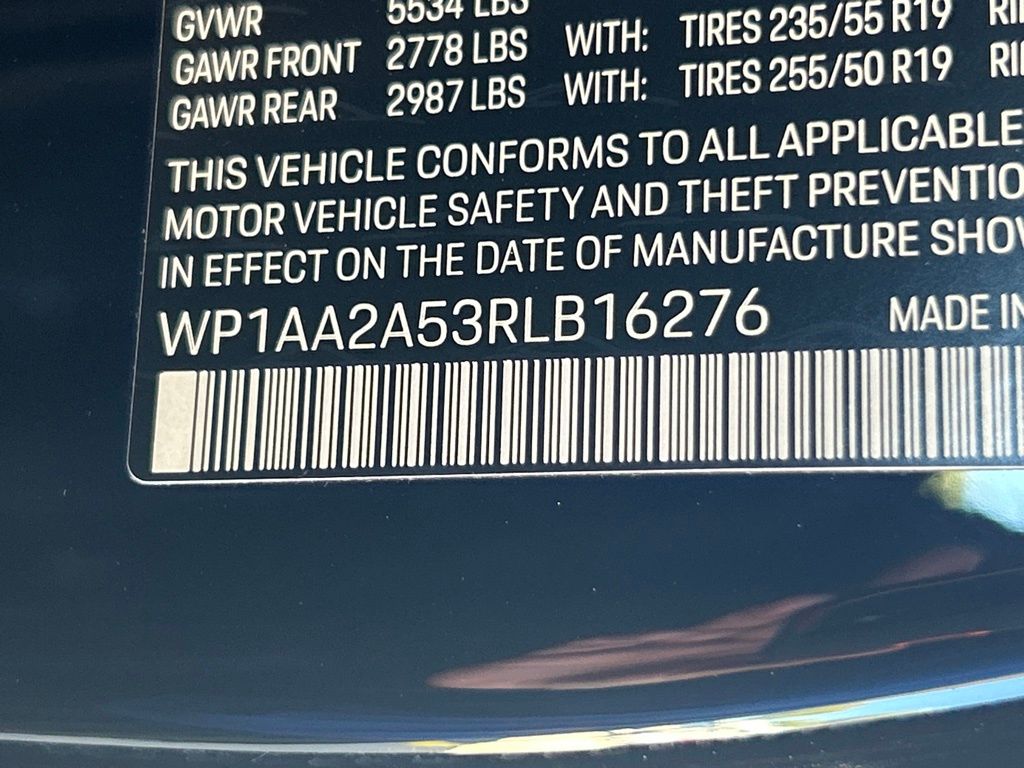 GVWR 5534 LBS
GAWR FRONT 2778 LBS WITH: TIRES 235/55 R19
GAWR REAR 2987 LBS WITH: TIRES 255/50 R19
THIS VEHICLE CONFORMS TO ALL APPLICABLE
MOTOR VEHICLE SAFETY AND THEFT PREVENTIO
IN EFFECT ON THE DATE OF MANUFACTURE SHO
WP1AA2A53RLB16276 MADE IN